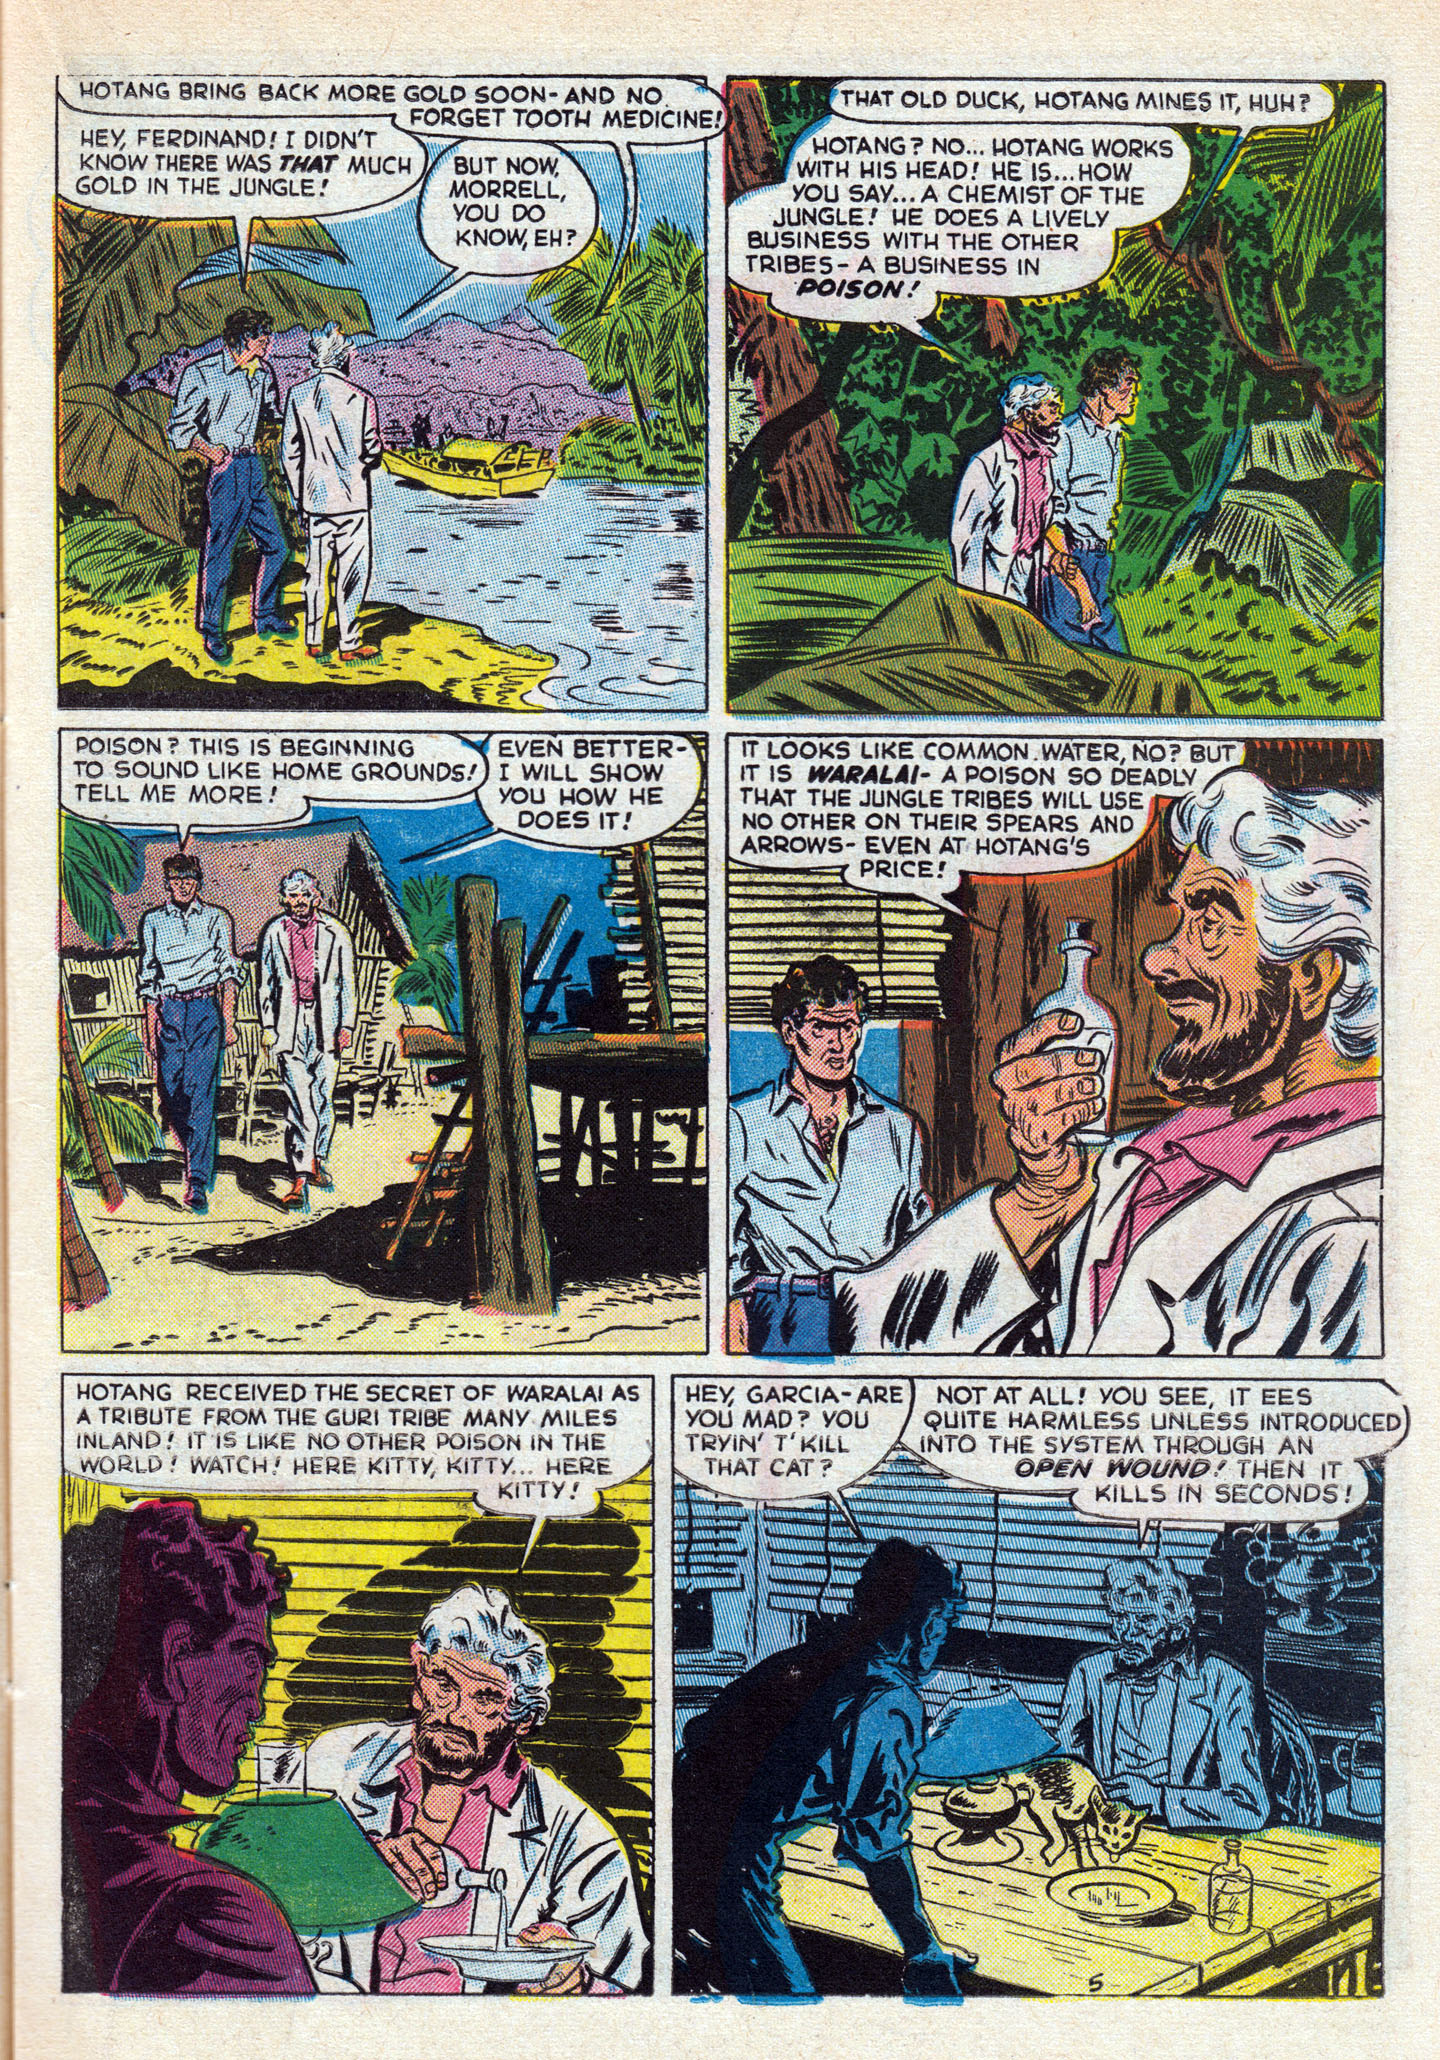 HOTANG BRING BACK MORE GOLD SOON-AND NO
FORGET TOOTH MEDICINE!
HEY, FERDINAND! I DIDN'T
KNOW THERE WAS THAT MUCH
GOLD IN THE JUNGLE!
BUT NOW,
MORRELL,
YOU DO
KNOW, EH?
THAT OLD DUCK, HOTANG MINES IT, HUH?
HOTANG? NO... HOTANG WORKS
WITH HIS HEAD! HE IS...HOW
YOU SAY... A CHEMIST OF THE
JUNGLE! HE DOES A LIVELY
BUSINESS WITH THE OTHER
TRIBES- A BUSINESS IN
POISON!
POISON? THIS IS BEGINNING
TO SOUND LIKE HOME GROUNDS!
TELL ME MORE!
EVEN BETTER-
I WILL SHOW
YOU HOW HE
DOES IT!
IT LOOKS LIKE COMMON WATER, NO? BUT
IT IS WARALAI- A POISON SO DEADLY
THAT THE JUNGLE TRIBES WILL USE
NO OTHER ON THEIR SPEARS AND
ARROWS- EVEN AT HOTANG'S
PRICE!
HOTANG RECEIVED THE SECRET OF WARALAI AS
A TRIBUTE FROM THE GURI TRIBE MANY MILES
INLAND! IT IS LIKE NO OTHER POISON IN THE
WORLD! WATCH! HERE KITTY, KITTY... HERE
KITTY!
HEY, GARCIA-ARE
YOU MAD? YOU
TRYIN' T'KILL
THAT CAT?
NOT AT ALL! YOU SEE, IT EES
QUITE HARMLESS UNLESS INTRODUCED
INTO THE SYSTEM THROUGH AN
OPEN WOUND! THEN IT
KILLS IN SECONDS!
5